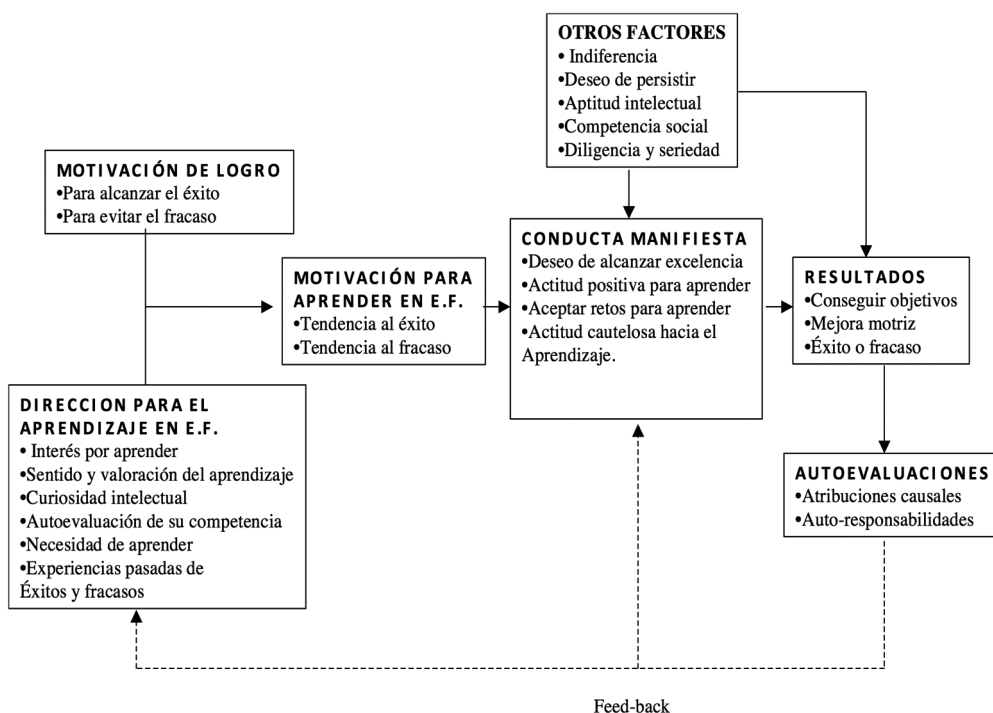 OTROS FACTORES
• Indiferencia
•Deseo de persistir
•Aptitud intelectual
•Competencia social
•Diligencia y seriedad
MOTIVACIÓN DE LOGRO
•Para alcanzar el éxito
•Para evitar el fracaso
MOTIVACIÓN PARA
APRENDER EN E.F.
•Tendencia al éxito
•Tendencia al fracaso
CONDUCTA MANIFIESTA
•Deseo de alcanzar excelencia
•Actitud positiva para aprender
•Aceptar retos para aprender
•Actitud cautelosa hacia el
Aprendizaje.
RESULTADOS
•Conseguir objetivos
•Mejora motriz
•Éxito o fracaso
DIRECCION PARA EL
APRENDIZAJE EN E.F.
• Interés por aprender
•Sentido y valoración del aprendizaje
•Curiosidad intelectual
•Autoevaluación de su competencia
•Necesidad de aprender
•Experiencias pasadas de
Éxitos y fracasos
AUTOEVALUACIONES
•Atribuciones causales
•Auto-responsabilidades
Feed-back